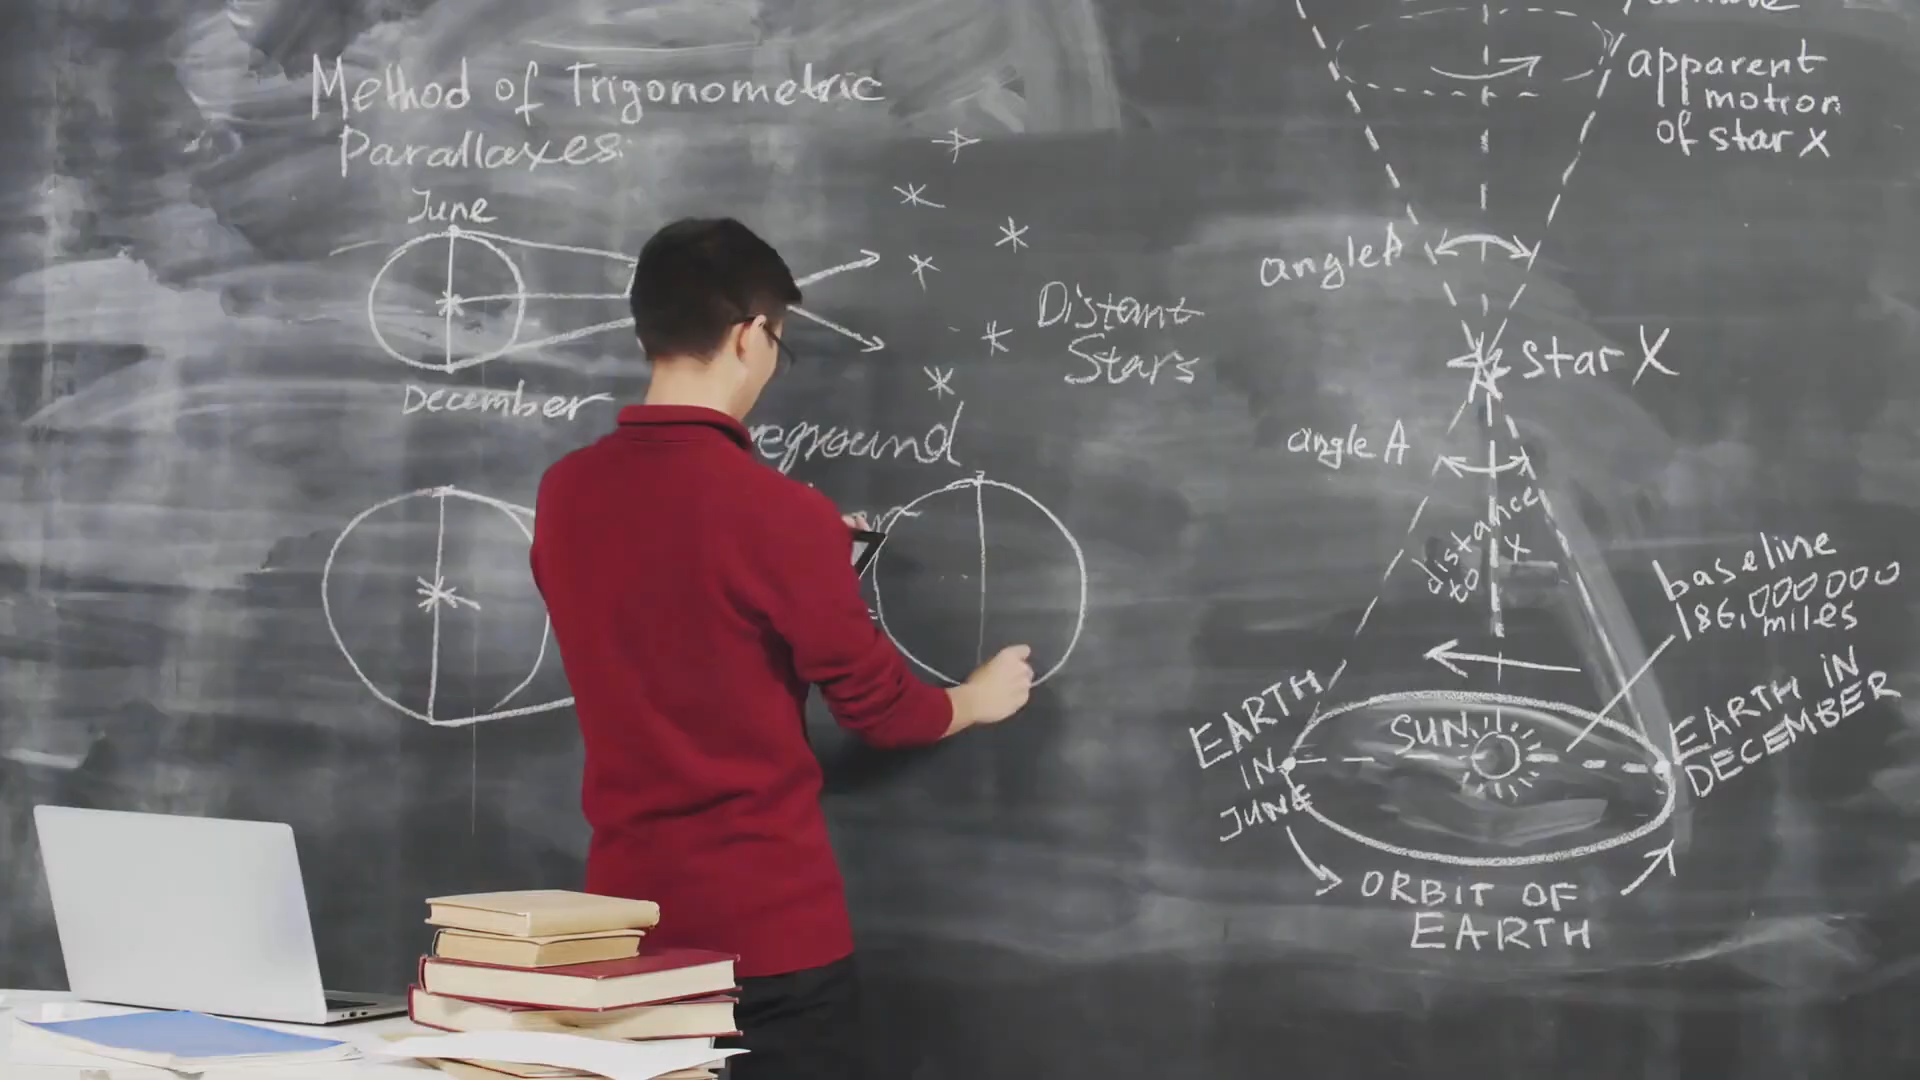 Method of Trigonometric
Parallaxes:
June
December
Distant
Stars
apparent
motion
of star X
angle A
star X
angle A
distance
to X
baseline
186,000000
miles
EARTH
IN
JUNE
SUN
EARTH IN
DECEMBER
ORBIT OF
EARTH